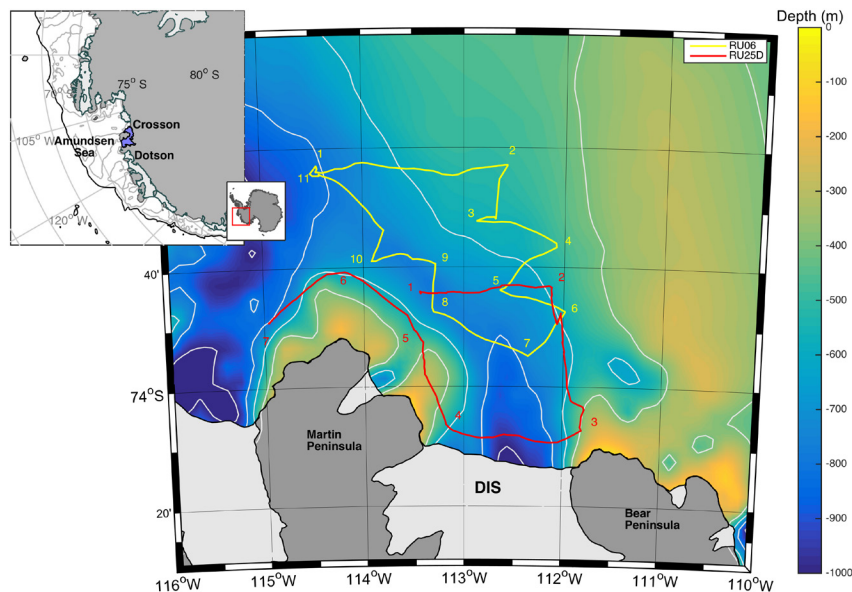 Depth (m)
RU06
RU25D
80° S
75° S
70° S
105° W
120° W
Crosson
Amundsen
Sea
Dotson
1
2
3
4
5
6
7
8
9
10
11
1
2
3
4
5
6
7
40'
74°S
20'
Martin
Peninsula
DIS
Bear
Peninsula
116°W
115°W
114°W
113°W
112°W
111°W
110°W
0
-100
-200
-300
-400
-500
-600
-700
-800
-900
-1000